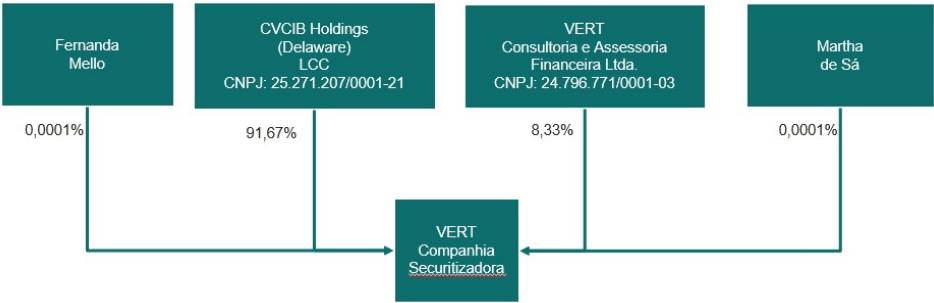 Fernanda
Mello
CVCIB Holdings
(Delaware)
LCC
CNPJ: 25.271.207/0001-21
VERT
Consultoria e Assessoria
Financeira Ltda.
CNPJ: 24.796.771/0001-03
Martha
de Sá
0,0001%
91,67%
8,33%
0,0001%
VERT
Companhia
Securitizadora